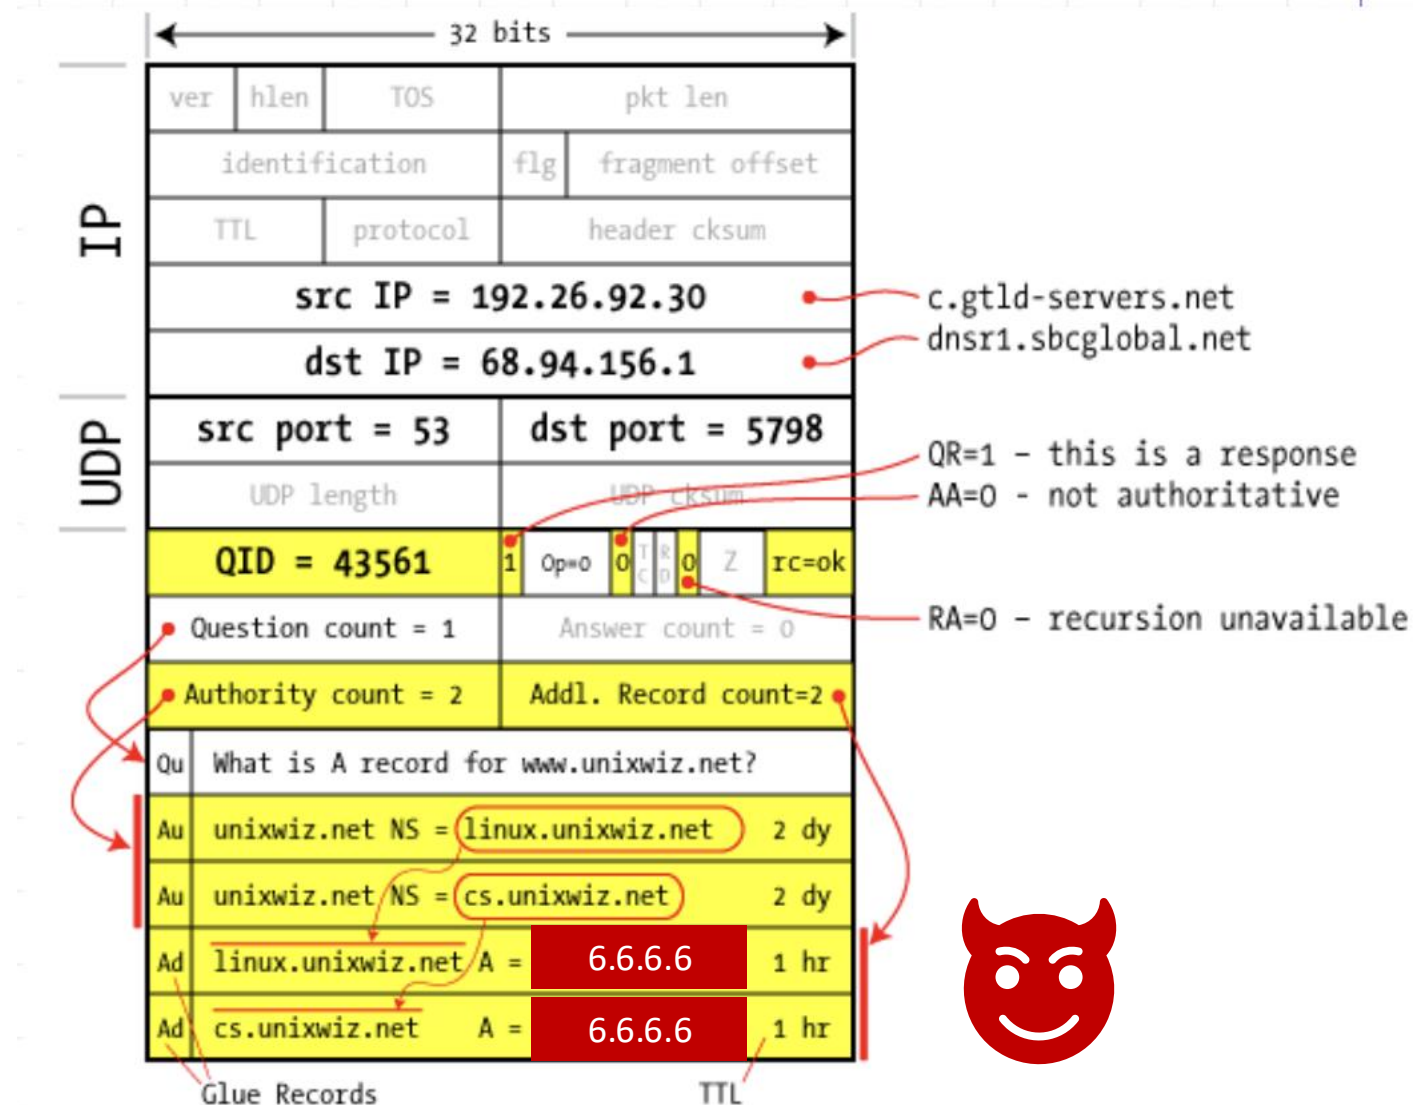 32 bits
ver hlen TOS pkt len
identification flg fragment offset
TTL protocol header cksum
IP
src IP = 192.26.92.30
c.gtld-servers.net
dst IP = 68.94.156.1
dnsr1.sbcglobal.net
UDP
src port = 53 dst port = 5798
QR=1 – this is a response
UDP length UDP cksum
AA=0 - not authoritative
QID = 43561 1 Op=0 0 TC RD 0 Z rc=ok
RA=0 – recursion unavailable
Question count = 1 Answer count = 0
Authority count = 2 Addl. Record count=2
Qu What is A record for www.unixwiz.net?
Au unixwiz.net NS = linux.unixwiz.net 2 dy
Au unixwiz.net NS = cs.unixwiz.net 2 dy
Ad linux.unixwiz.net A = 6.6.6.6 1 hr
Ad cs.unixwiz.net A = 6.6.6.6 1 hr
Glue Records TTL